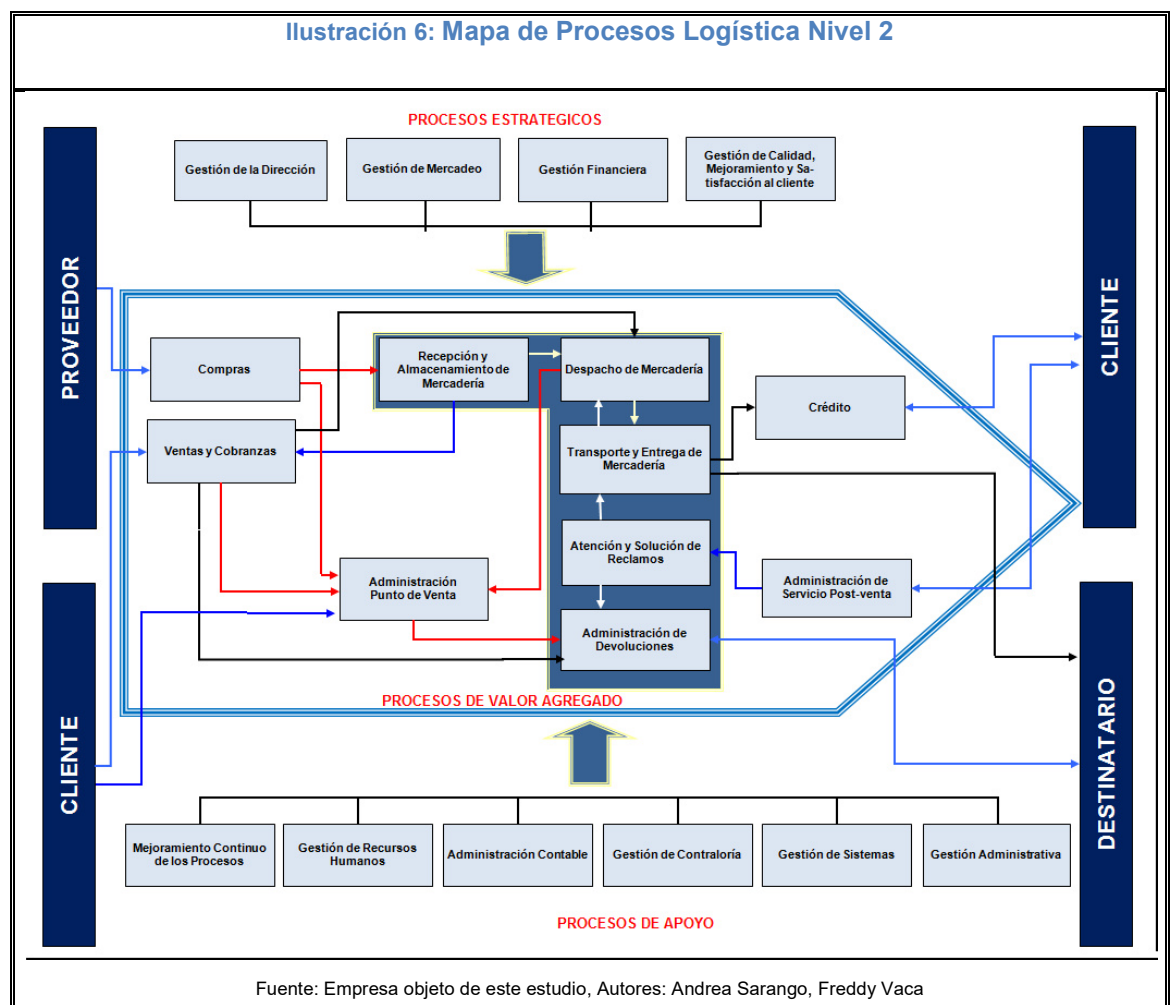 Ilustración 6: Mapa de Procesos Logística Nivel 2
PROCESOS ESTRATEGICOS
Gestión de la Dirección
Gestión de Mercadeo
Gestión Financiera
Gestión de Calidad,
Mejoramiento y Sa-
tisfacción al cliente
PROVEEDOR
CLIENTE
Compras
Recepción y
Almacenamiento de
Mercadería
Despacho de Mercadería
Crédito
Ventas y Cobranzas
Transporte y Entrega de
Mercadería
Atención y Solución de
Reclamos
Administración
Punto de Venta
Administración de
Servicio Post-venta
Administración de
Devoluciones
PROCESOS DE VALOR AGREGADO
CLIENTE
DESTINATARIO
Mejoramiento Continuo
de los Procesos
Gestión de Recursos
Humanos
Administración Contable
Gestión de Contraloría
Gestión de Sistemas
Gestión Administrativa
PROCESOS DE APOYO
Fuente: Empresa objeto de este estudio, Autores: Andrea Sarango, Freddy Vaca